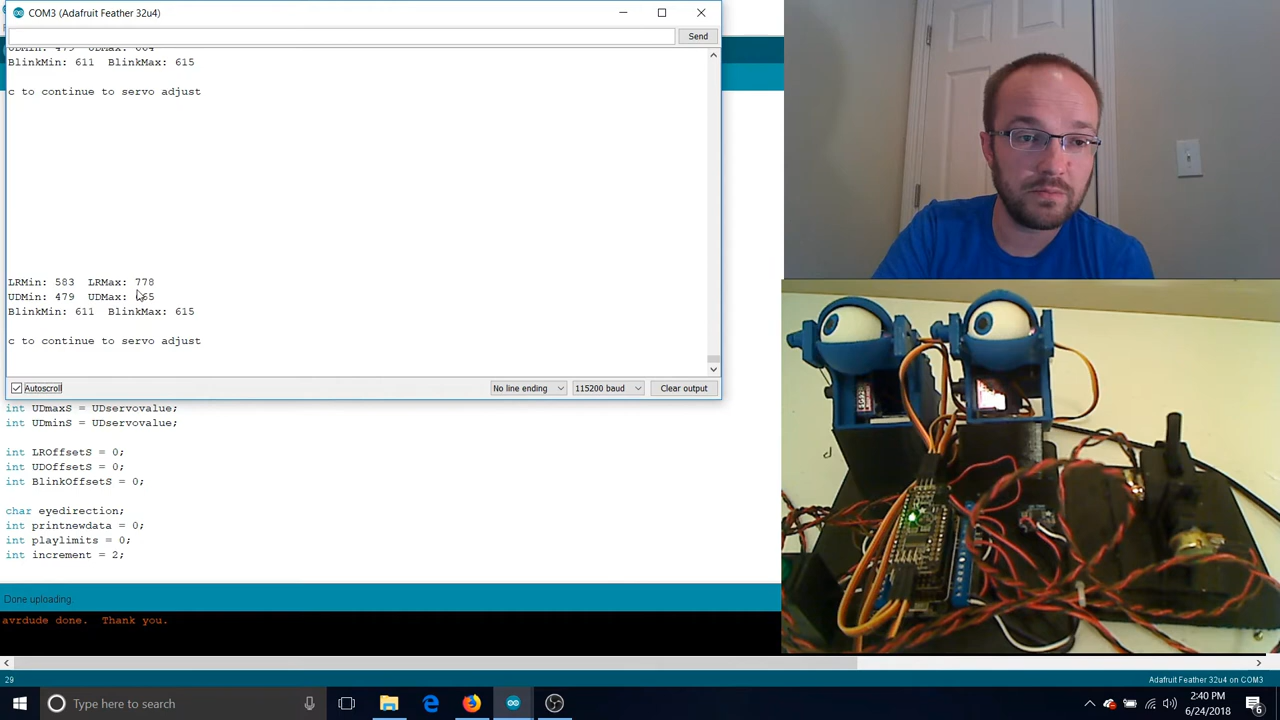 COM3 (Adafruit Feather 32u4)
Send
BlinkMin: 611 BlinkMax: 615
c to continue to servo adjust
LRMin: 583 LRMax: 778
UDMin: 479 UDMax:
BlinkMin: 611 BlinkMax: 615
c to continue to servo adjust
Autoscroll
No line ending
115200 baud
Clear output
int UDmaxS = UDservovalue;
int UDminS = UDservovalue;
int LROffsetS = 0;
int UDOffsetS = 0;
int BlinkOffsetS = 0;
char eyedirection;
int printnewdata = 0;
int playlimits = 0;
int increment = 2;
Done uploading.
avrdude done. Thank you.
29
Adafruit Feather 32u4 on COM3
Type here to search
2:40 PM
6/24/2018
6